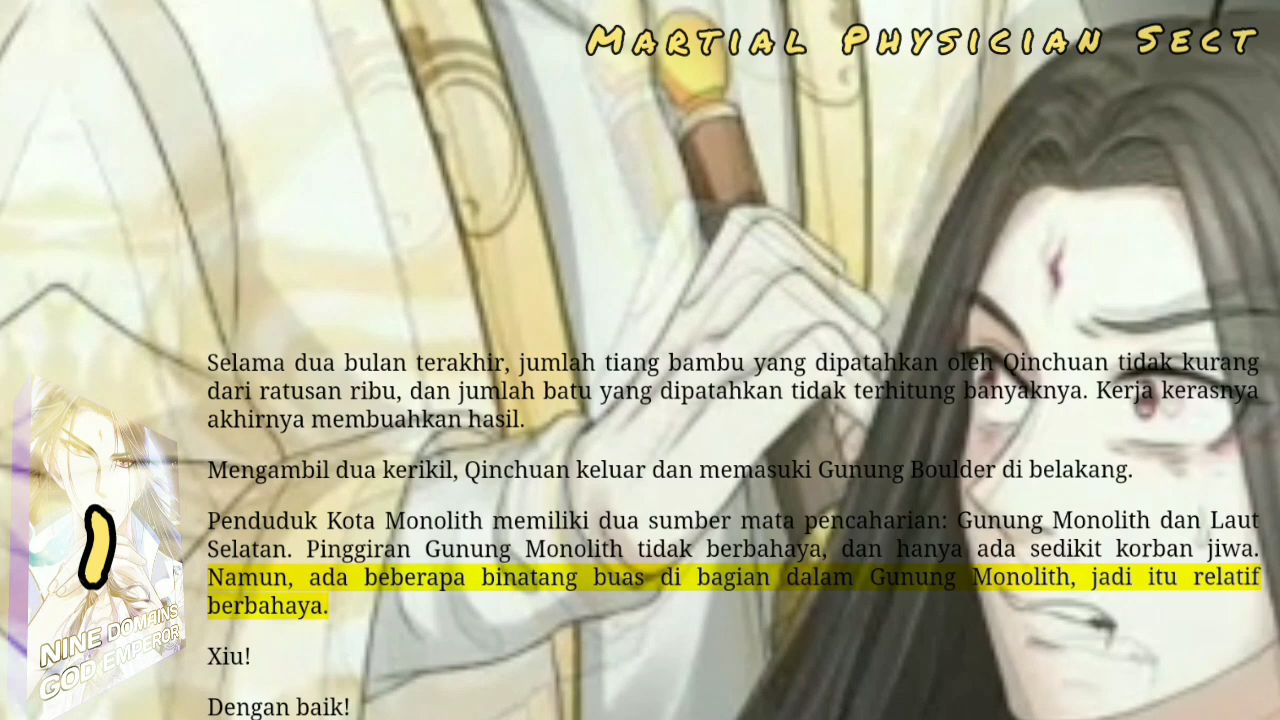 Martial Physician Sect
Selama dua bulan terakhir, jumlah tiang bambu yang dipatahkan oleh Qinchuan tidak kurang
dari ratusan ribu, dan jumlah batu yang dipatahkan tidak terhitung banyaknya. Kerja kerasnya
akhirnya membuahkan hasil.
Mengambil dua kerikil, Qinchuan keluar dan memasuki Gunung Boulder di belakang.
Penduduk Kota Monolith memiliki dua sumber mata pencaharian: Gunung Monolith dan Laut
Selatan. Pinggiran Gunung Monolith tidak berbahaya, dan hanya ada sedikit korban jiwa.
Namun, ada beberapa binatang buas di bagian dalam Gunung Monolith, jadi itu relatif
berbahaya.
Xiu!
Dengan baik!
1
NINE DOMAINS
GOD EMPEROR